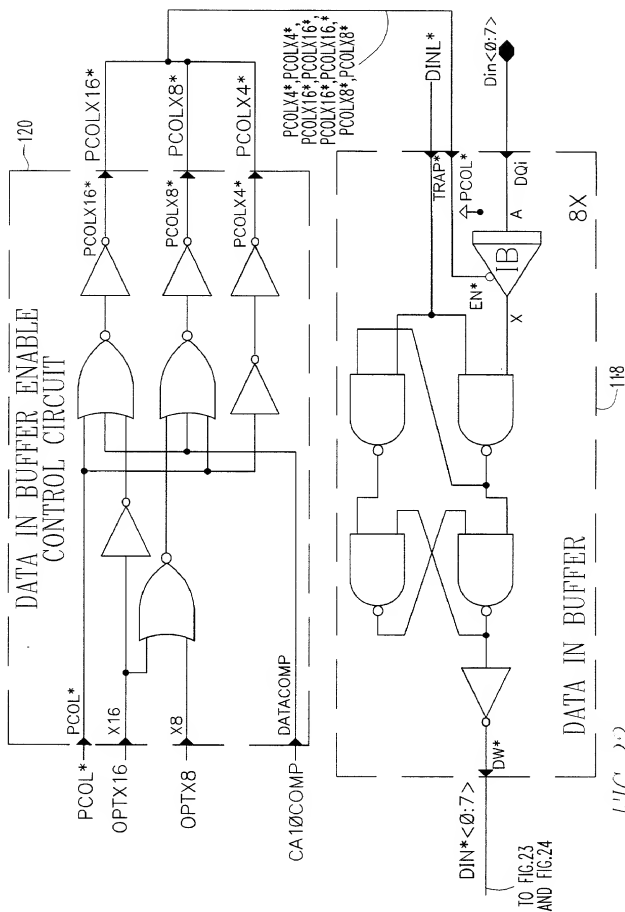 120
DATA IN BUFFER ENABLE
CONTROL CIRCUIT
PCOL*
PCOL*
OPTX16
X16
OPTX8
X8
CA10COMP
DATACOMP
PCOLX16*
PCOLX16*
PCOLX8*
PCOLX8*
PCOLX4*
PCOLX4*
PCOLX4*,PCOLX4*,
PCOLX16*,PCOLX16*,
PCOLX16*,PCOLX16,*
PCOLX8*,PCOLX8*
DINL*
TRAP*
PCOL*
Din<0:7>
DQi
A
IB
EN*
X
8X
DATA IN BUFFER
118
DW*
DIN*<0:7>
TO FIG.23
AND FIG.24